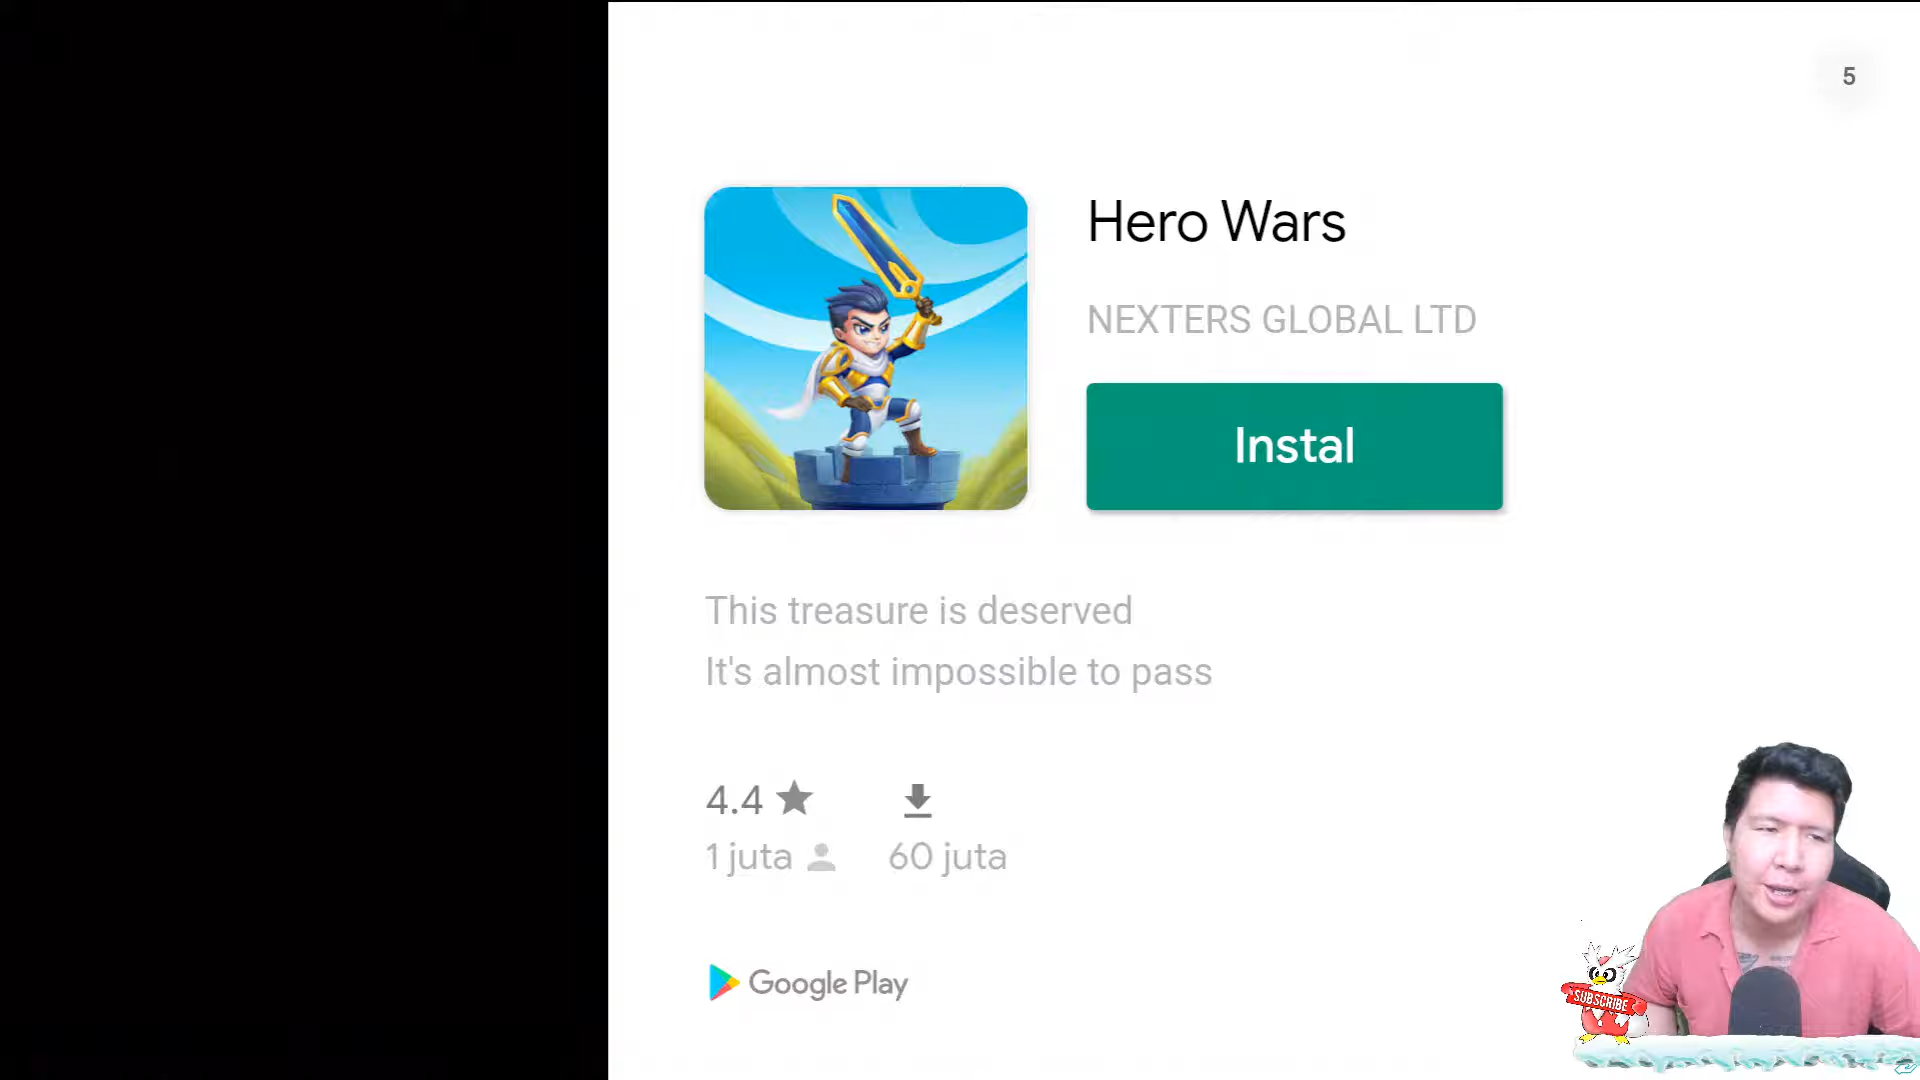 5
Hero Wars
NEXTERS GLOBAL LTD
Instal
This treasure is deserved
It's almost impossible to pass
4.4
1 juta
60 juta
Google Play
SUBSCRIBE